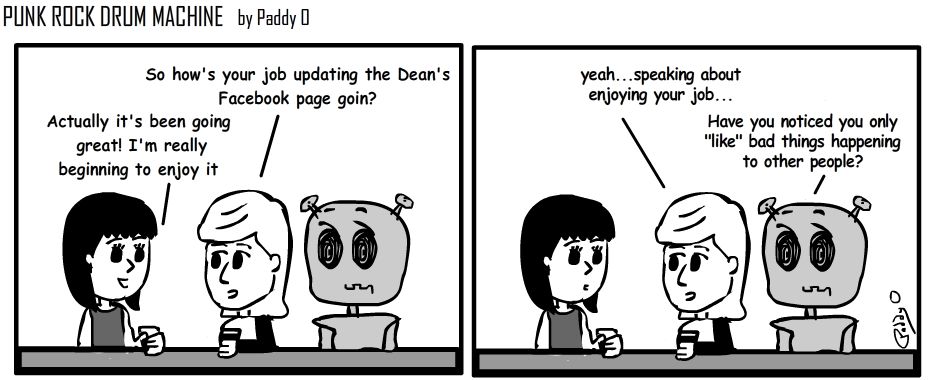 PUNK ROCK DRUM MACHINE by Paddy O
So how's your job updating the Dean's
Facebook page goin?
Actually it's been going
great! I'm really
beginning to enjoy it
yeah...speaking about
enjoying your job...
Have you noticed you only
"like" bad things happening
to other people?
Paddy O